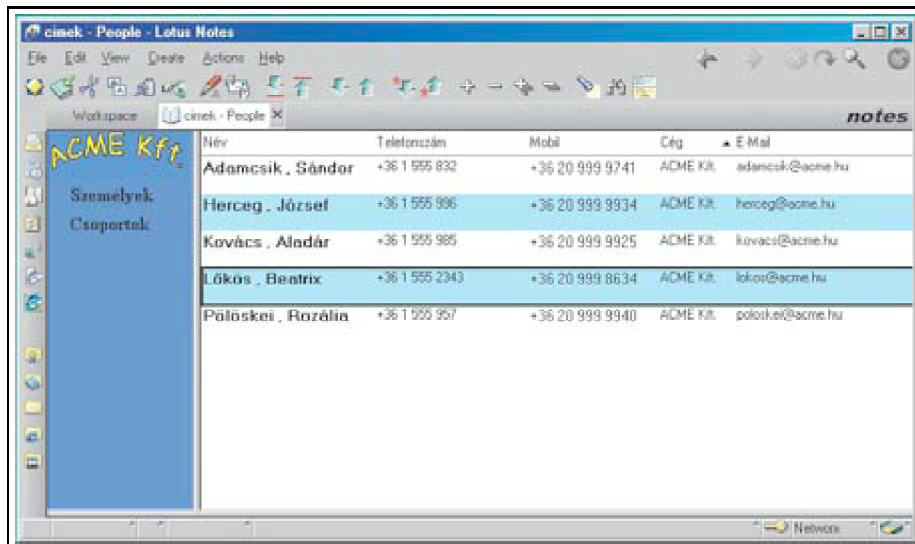 cimek - People - Lotus Notes
File Edit View Create Actions Help
Workspace cimek - People notes
ACME Kft.
Személyek
Csoportok
Név Telefonszám Mobil Cég E-Mail
Adamcsik , Sándor +36 1 555 832 +36 20 999 9741 ACME Kft. adamcsik@acme.hu
Herceg , József +36 1 555 996 +36 20 999 9934 ACME Kft. herceg@acme.hu
Kovács , Aladár +36 1 555 985 +36 20 999 9925 ACME Kft. kovacs@acme.hu
Lőkös , Beatrix +36 1 555 2343 +36 20 999 8634 ACME Kft. lokos@acme.hu
Pölöskei , Rozália +36 1 555 957 +36 20 999 9940 ACME Kft. poloskei@acme.hu
Network